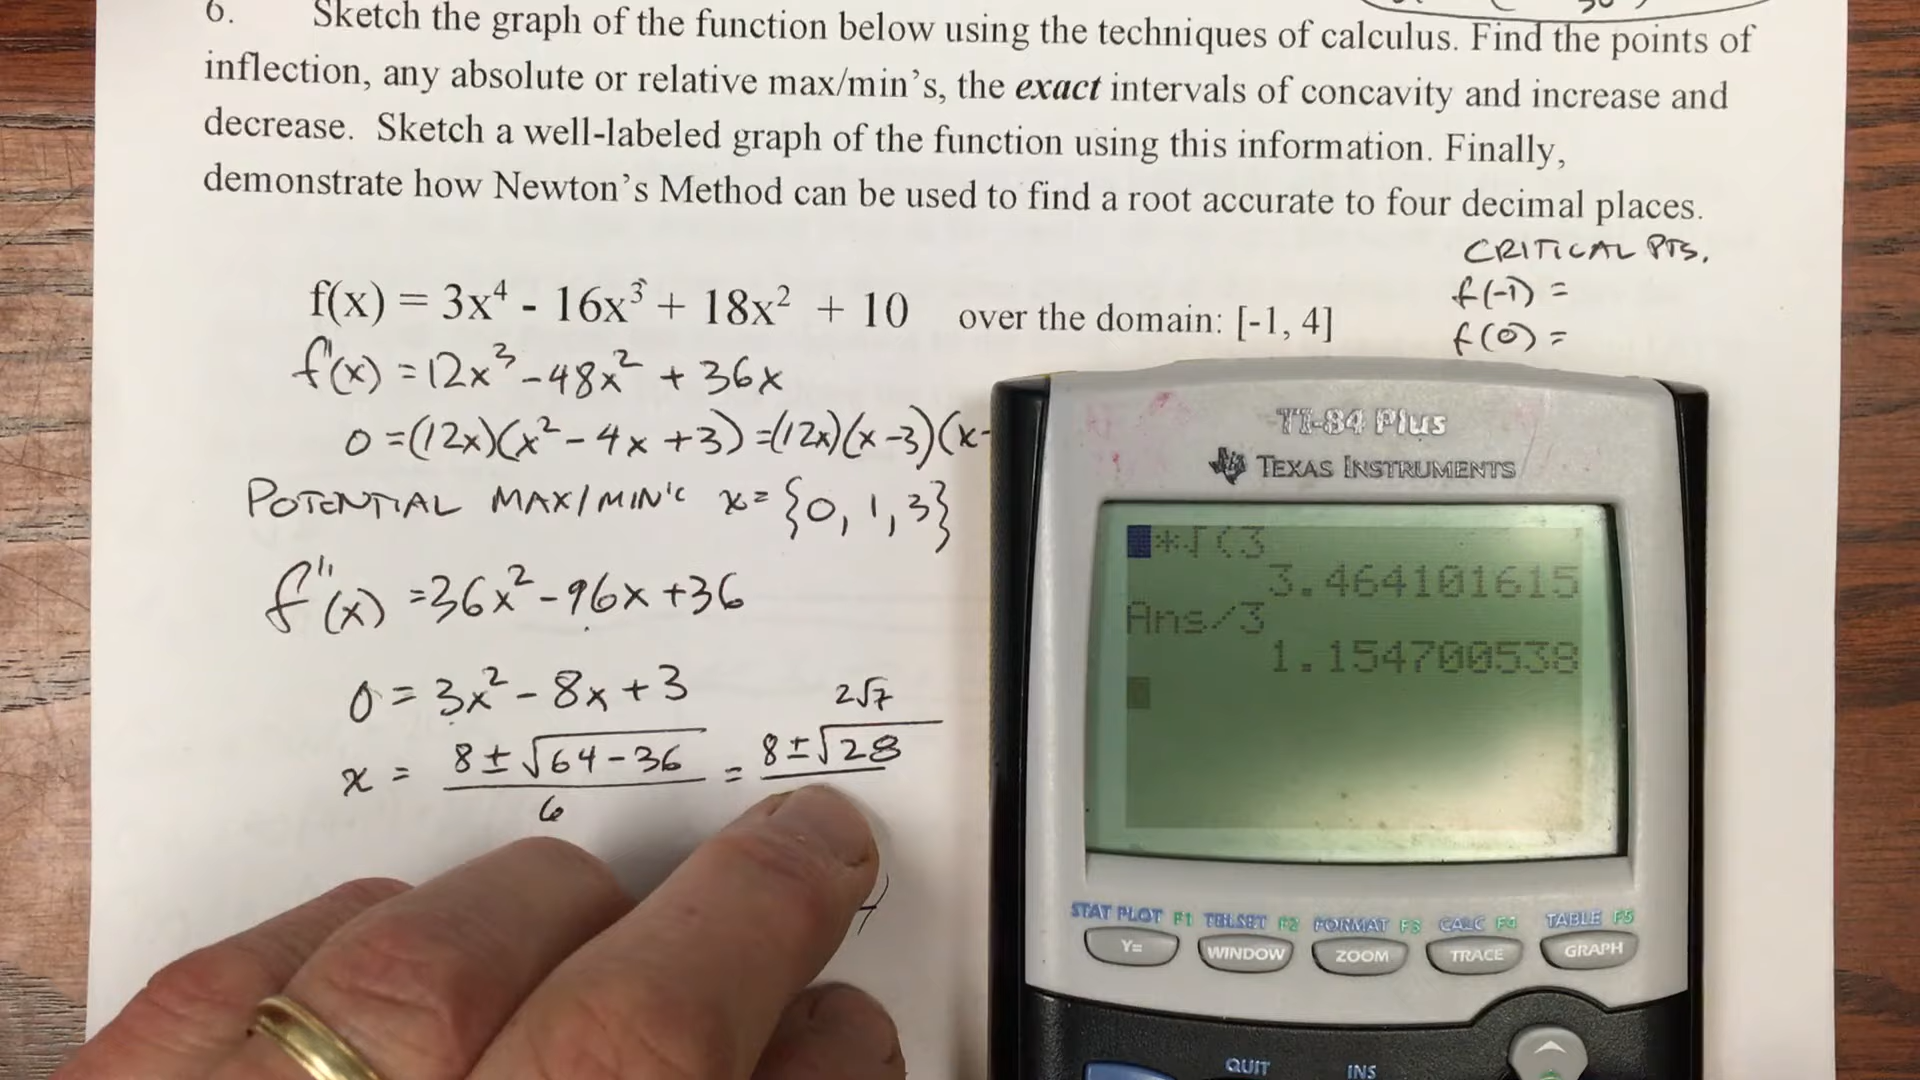 6. Sketch the graph of the function below using the techniques of calculus. Find the points of
inflection, any absolute or relative max/min's, the exact intervals of concavity and increase and
decrease. Sketch a well-labeled graph of the function using this information. Finally,
demonstrate how Newton's Method can be used to find a root accurate to four decimal places.
CRITICAL PTS.
f(-1) =
f(0) =
f(x) = 3x⁴ - 16x³ + 18x² + 10 over the domain: [-1, 4]
f'(x) = 12x³ - 48x² + 36x
0 = (12x)(x² - 4x + 3) = (12x)(x-3)(x-
POTENTIAL MAX/MIN'S x = {0, 1, 3}
f''(x) = 36x² - 96x + 36
0 = 3x² - 8x + 3
2√7
x = 8 ± √64-36 / 6 = 8 ± √28
TI-84 Plus
TEXAS INSTRUMENTS
*√(3
3.464101615
Ans/3
1.154700538
STAT PLOT F1 TBLSET F2 FORMAT F3 CALC F4 TABLE F5
Y= WINDOW ZOOM TRACE GRAPH
QUIT INS